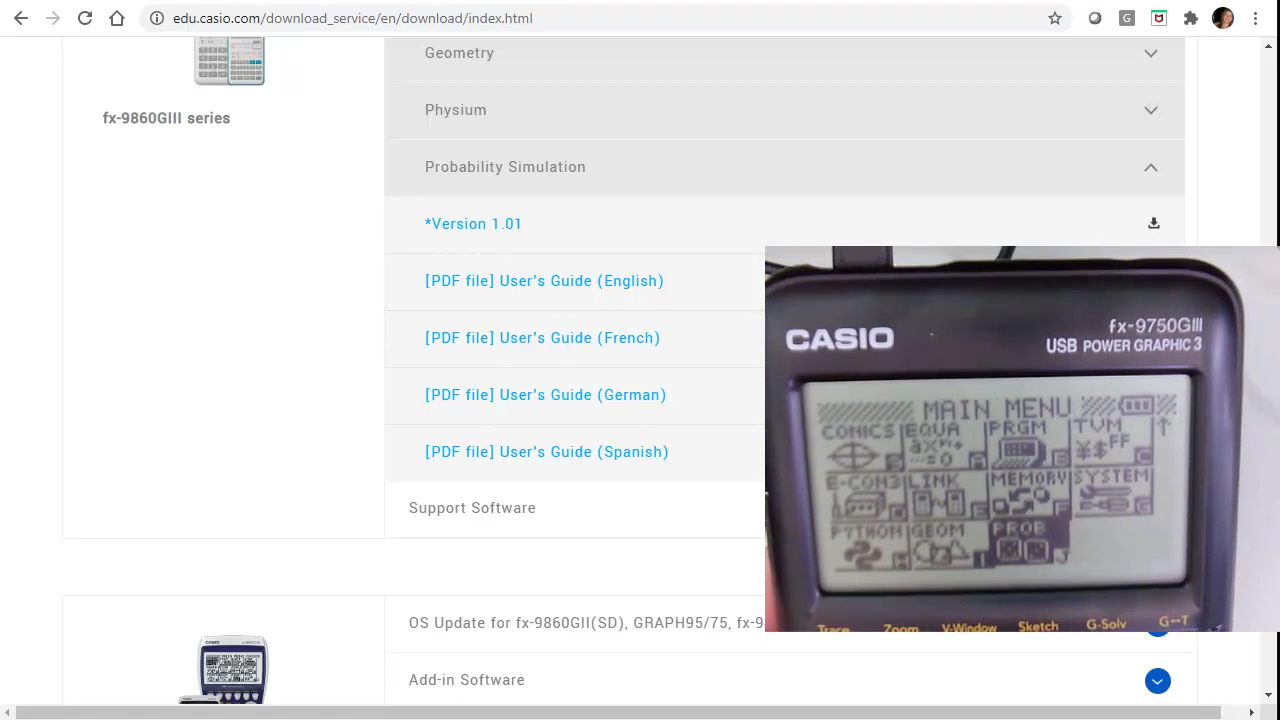 edu.casio.com/download_service/en/download/index.html
G
Geometry
Physium
fx-9860GIII series
Probability Simulation
*Version 1.01
[PDF file] User's Guide (English)
[PDF file] User's Guide (French)
[PDF file] User's Guide (German)
[PDF file] User's Guide (Spanish)
Support Software
OS Update for fx-9860GII(SD), GRAPH95/75, fx-9
Add-in Software
CASIO
fx-9750GIII
USB POWER GRAPHIC 3
MAIN MENU
CONICS EQUA PRGM TVM
E-CON3 LINK MEMORY SYSTEM
PYTHON GEOM PROB
Trace Zoom V-Window Sketch G-Solv G↔T